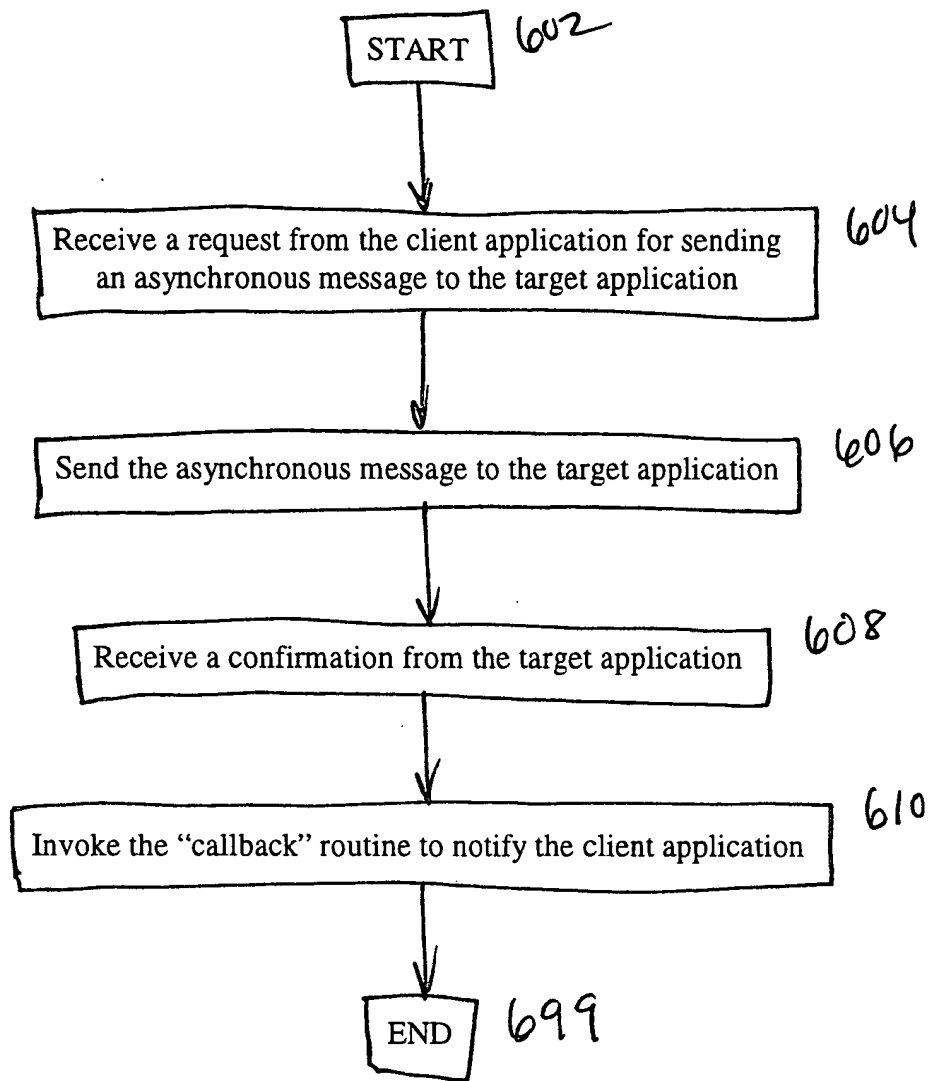 START 602
Receive a request from the client application for sending 604
an asynchronous message to the target application
Send the asynchronous message to the target application 606
Receive a confirmation from the target application 608
Invoke the “callback” routine to notify the client application 610
END 699